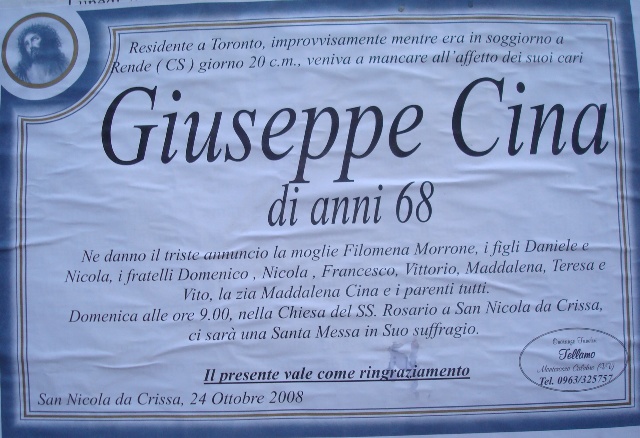 Residente a Toronto, improvvisamente mentre era in soggiorno a
Rende ( CS ) giorno 20 c.m., veniva a mancare all'affetto dei suoi cari
Giuseppe Cina
di anni 68
Ne danno il triste annuncio la moglie Filomena Morrone, i figli Daniele e
Nicola, i fratelli Domenico , Nicola , Francesco, Vittorio, Maddalena, Teresa e
Vito, la zia Maddalena Cina e i parenti tutti.
Domenica alle ore 9.00, nella Chiesa del SS. Rosario a San Nicola da Crissa,
ci sarà una Santa Messa in Suo suffragio.
Il presente vale come ringraziamento
San Nicola da Crissa, 24 Ottobre 2008
Tellamo
(VV)
Tel. 0963/325757